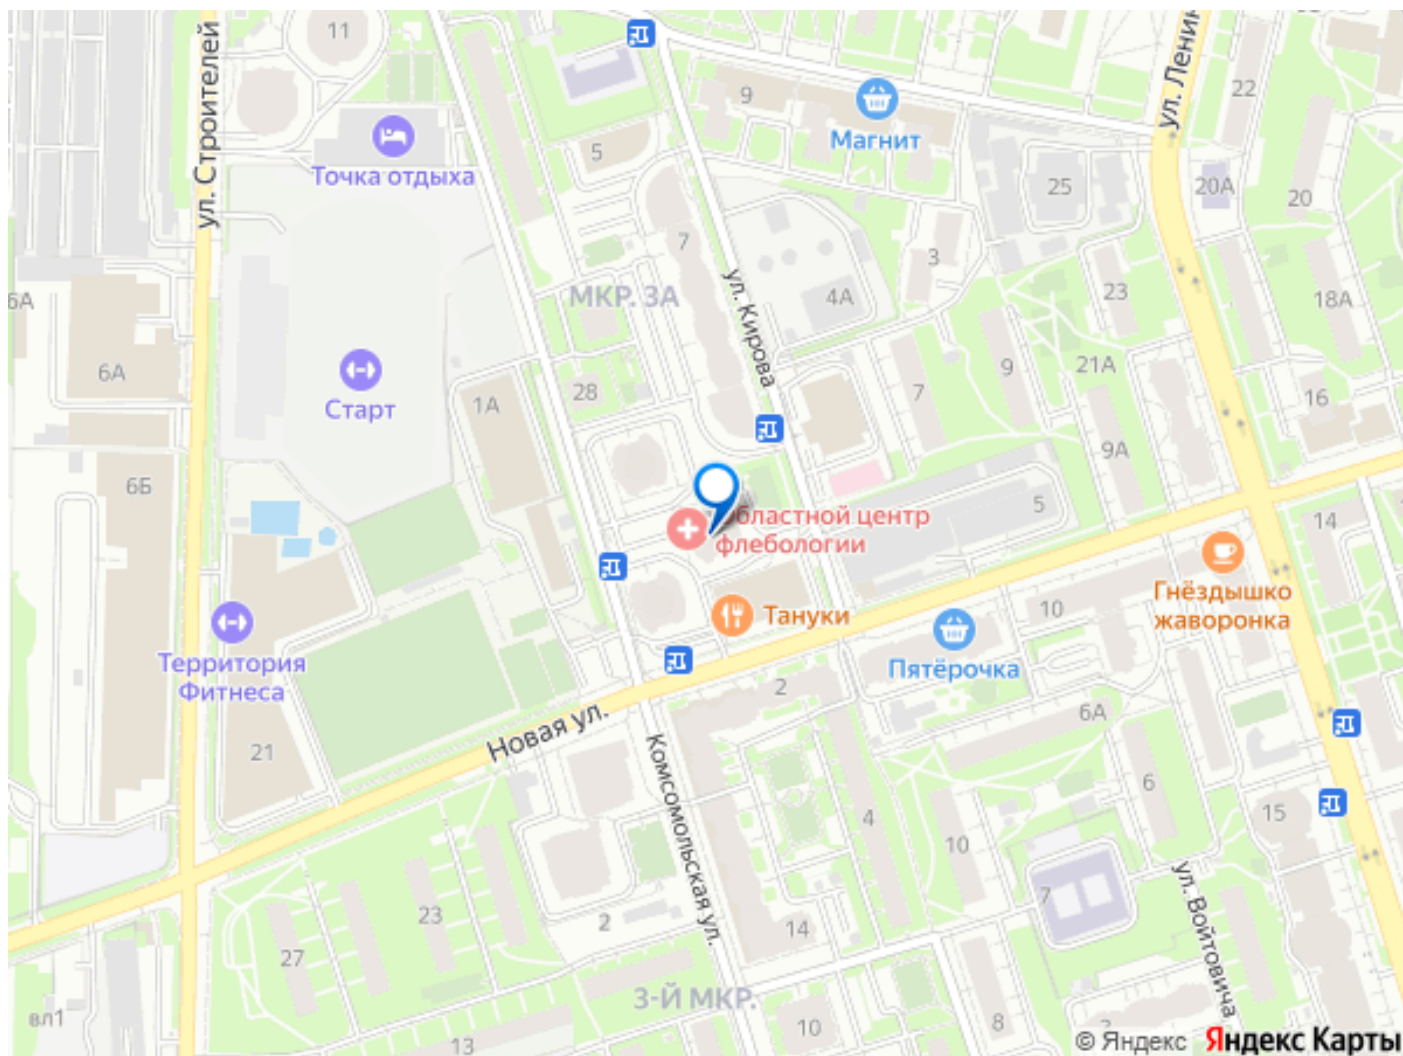 11
ул. Строителей
ул. Ленин
22
9
Магнит
5
Точка отдыха
25
20А
20
7
3
МКР. 3А
ул. Кирова
4А
23
18А
6А
6А
Старт
28
1А
7
9
21А
16
9А
6Б
5
Областной центр
флебологии
14
Гнёздышко
жаворонка
Тануки
10
Пятёрочка
Территория
Фитнеса
2
6А
21
Новая ул.
Комсомольская ул.
6
15
4
10
7
ул. Войтовича
23
2
14
27
3-Й МКР.
вл1
13
10
8
© Яндекс Яндекс Карты